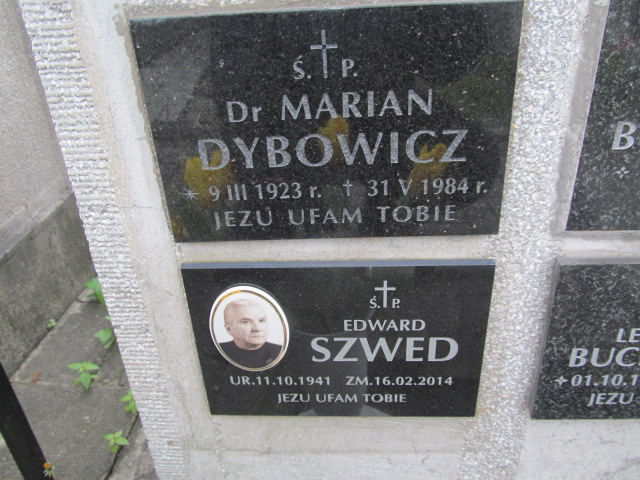 Ś. † P.
Dr MARIAN
DYBOWICZ
* 9 III 1923 r. † 31 V 1984 r.
JEZU UFAM TOBIE
Ś. † P.
EDWARD
SZWED
UR.11.10.1941 ZM.16.02.2014
JEZU UFAM TOBIE